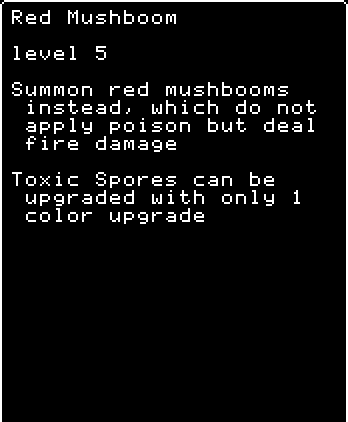 Red Mushboom
level 5
Summon red mushbooms
instead, which do not
apply poison but deal
fire damage
Toxic Spores can be
upgraded with only 1
color upgrade